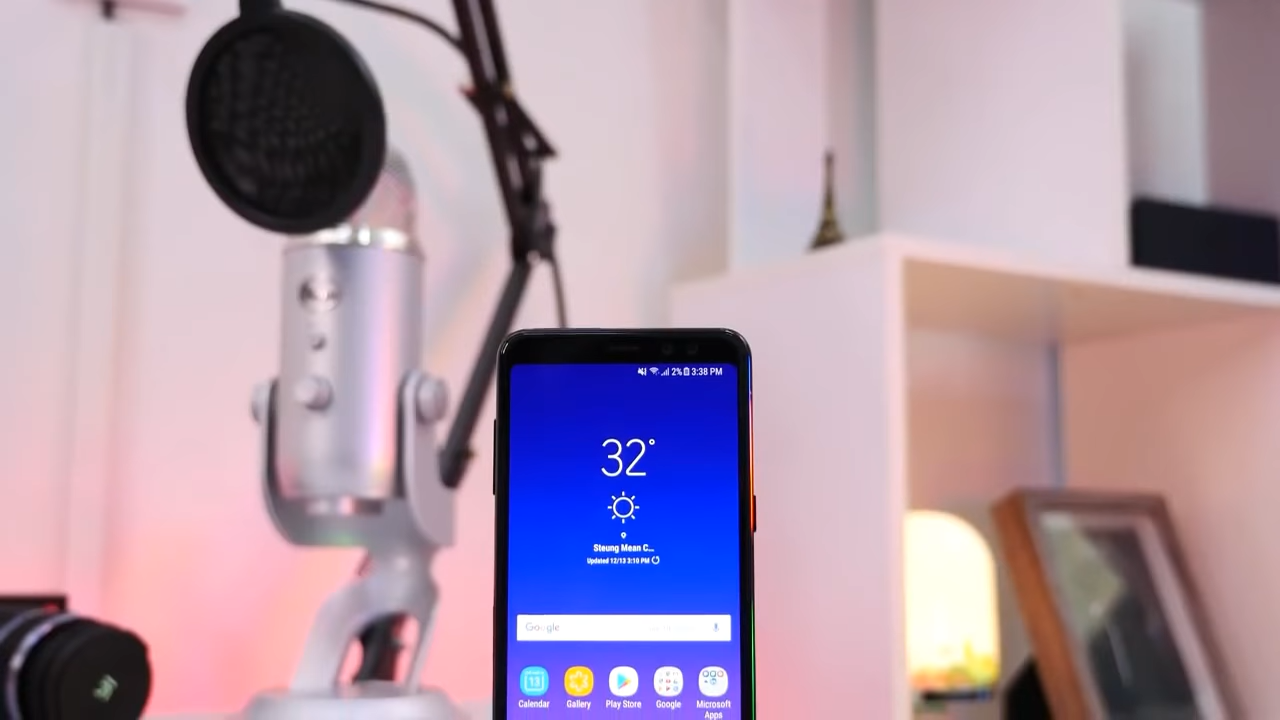 2% 3:38 PM
32°
Steung Mean C...
Updated 12/13 3:10 PM
Google
13
Calendar Gallery Play Store Google Microsoft Apps